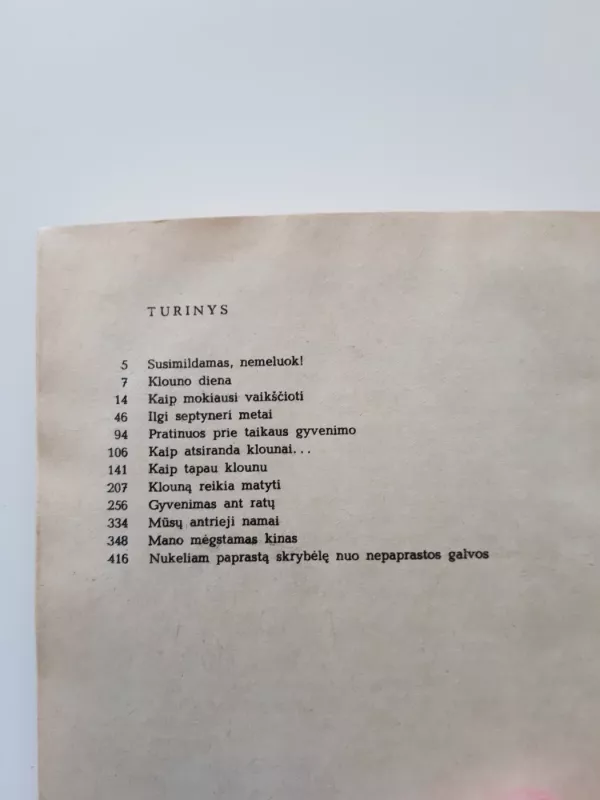 TURINYS
5 Susimildamas, nemeluok!
7 Klouno diena
14 Kaip mokiausi vaikščioti
46 Ilgi septyneri metai
94 Pratinuos prie taikaus gyvenimo
106 Kaip atsiranda klounai...
141 Kaip tapau klounu
207 Klouną reikia matyti
256 Gyvenimas ant ratų
334 Mūsų antrieji namai
348 Mano mėgstamas kinas
416 Nukeliam paprastą skrybėlę nuo nepaprastos galvos